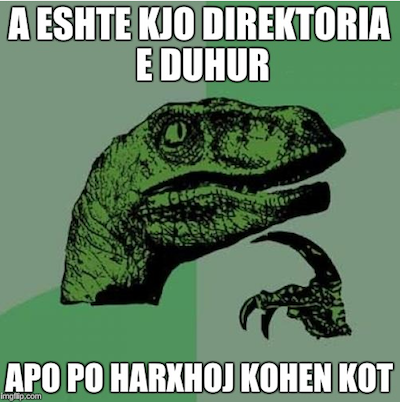 A ESHTE KJO DIREKTORIA
E DUHUR
APO PO HARXHOJ KOHEN KOT
imgflip.com